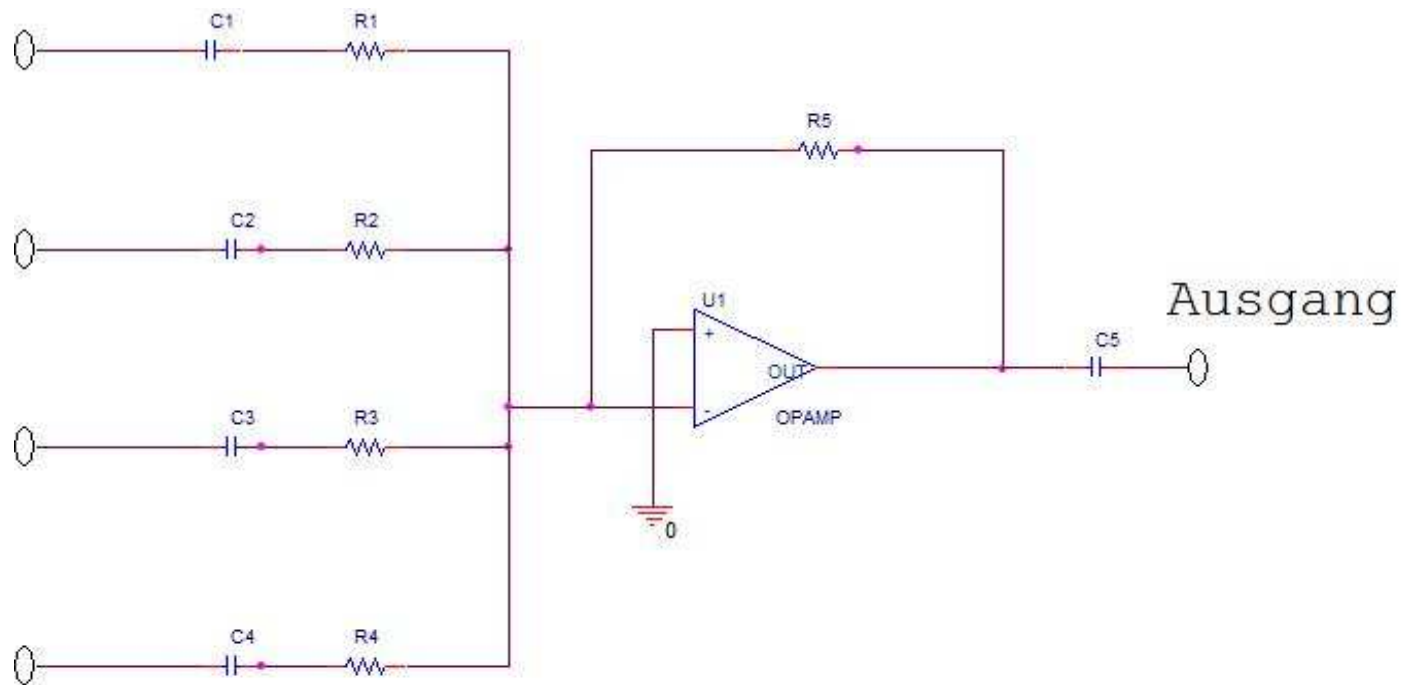 C1 R1
R5
C2 R2
U1
Ausgang
+
OUT
C5
-
OPAMP
C3 R3
0
C4 R4